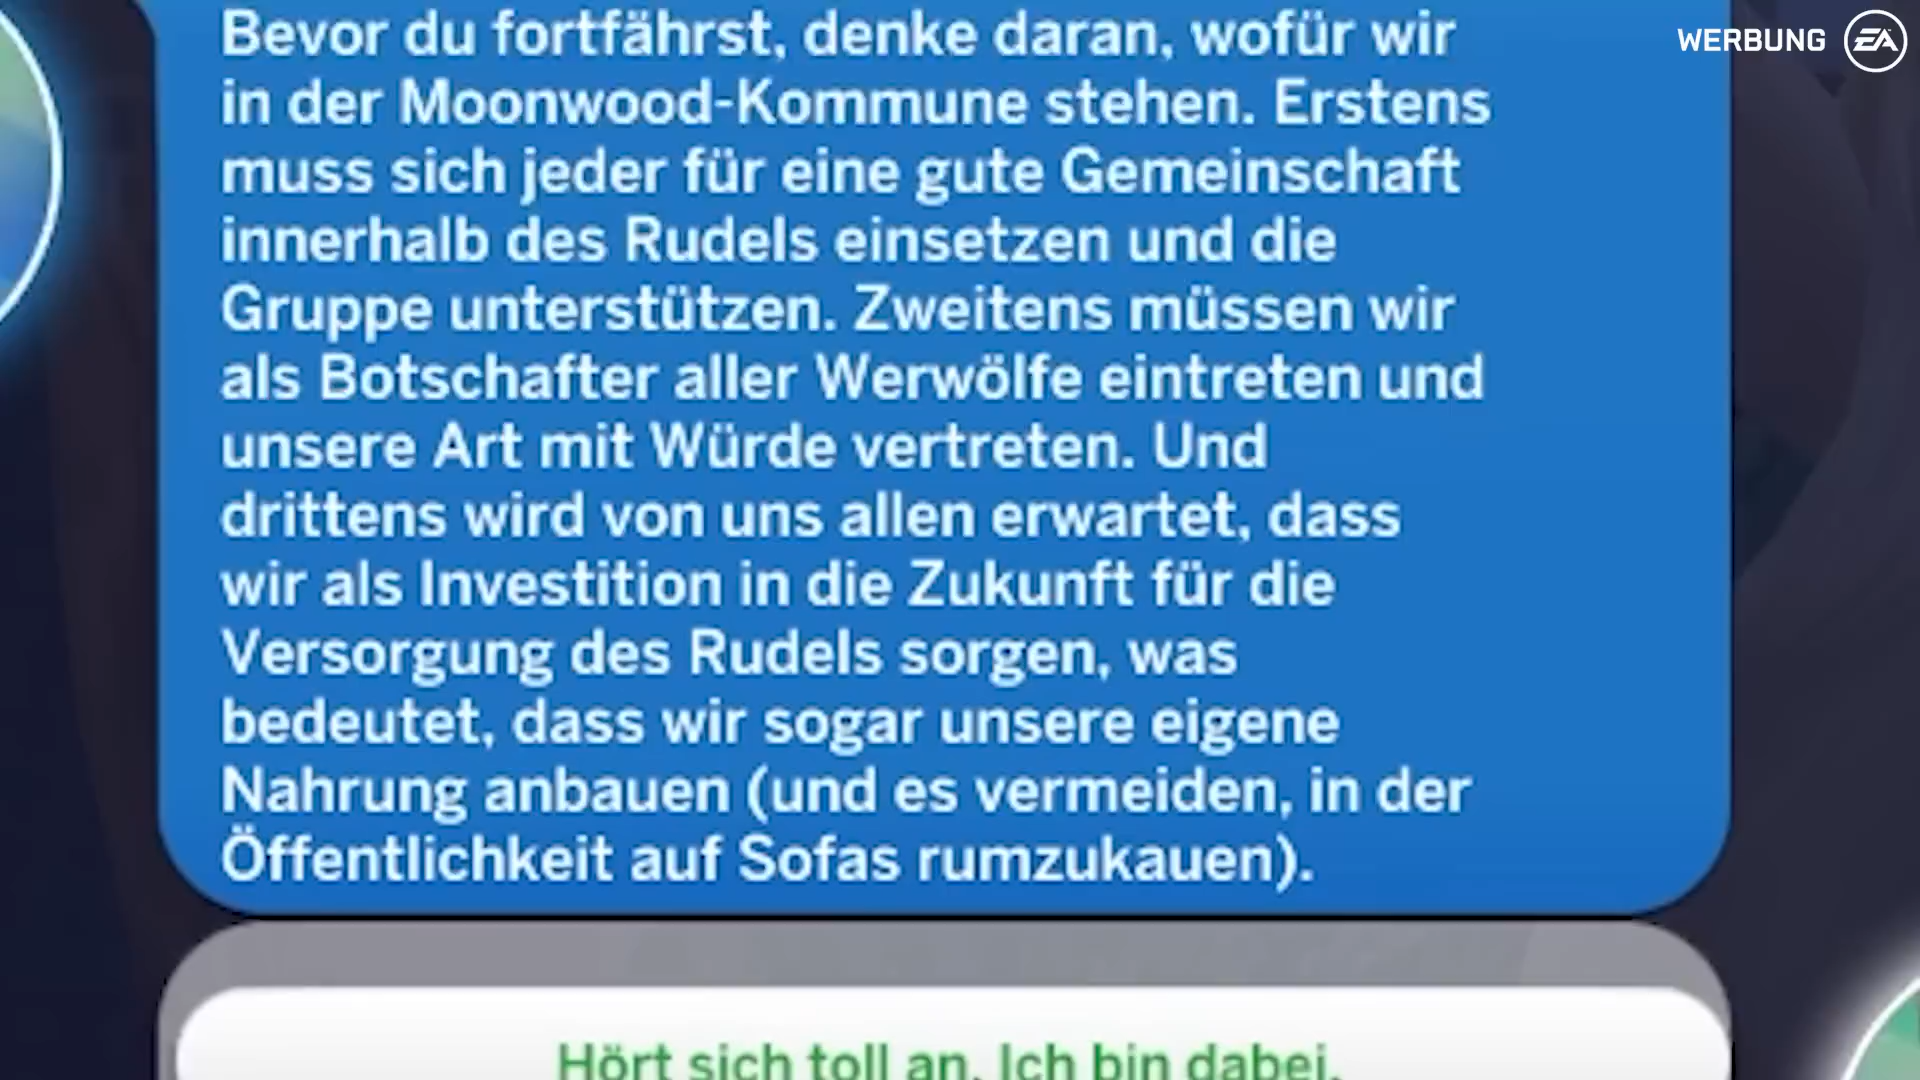 Bevor du fortfährst, denke daran, wofür wir
in der Moonwood-Kommune stehen. Erstens
muss sich jeder für eine gute Gemeinschaft
innerhalb des Rudels einsetzen und die
Gruppe unterstützen. Zweitens müssen wir
als Botschafter aller Werwölfe eintreten und
unsere Art mit Würde vertreten. Und
drittens wird von uns allen erwartet, dass
wir als Investition in die Zukunft für die
Versorgung des Rudels sorgen, was
bedeutet, dass wir sogar unsere eigene
Nahrung anbauen (und es vermeiden, in der
Öffentlichkeit auf Sofas rumzukauen).
Hört sich toll an. Ich bin dabei.
WERBUNG EA